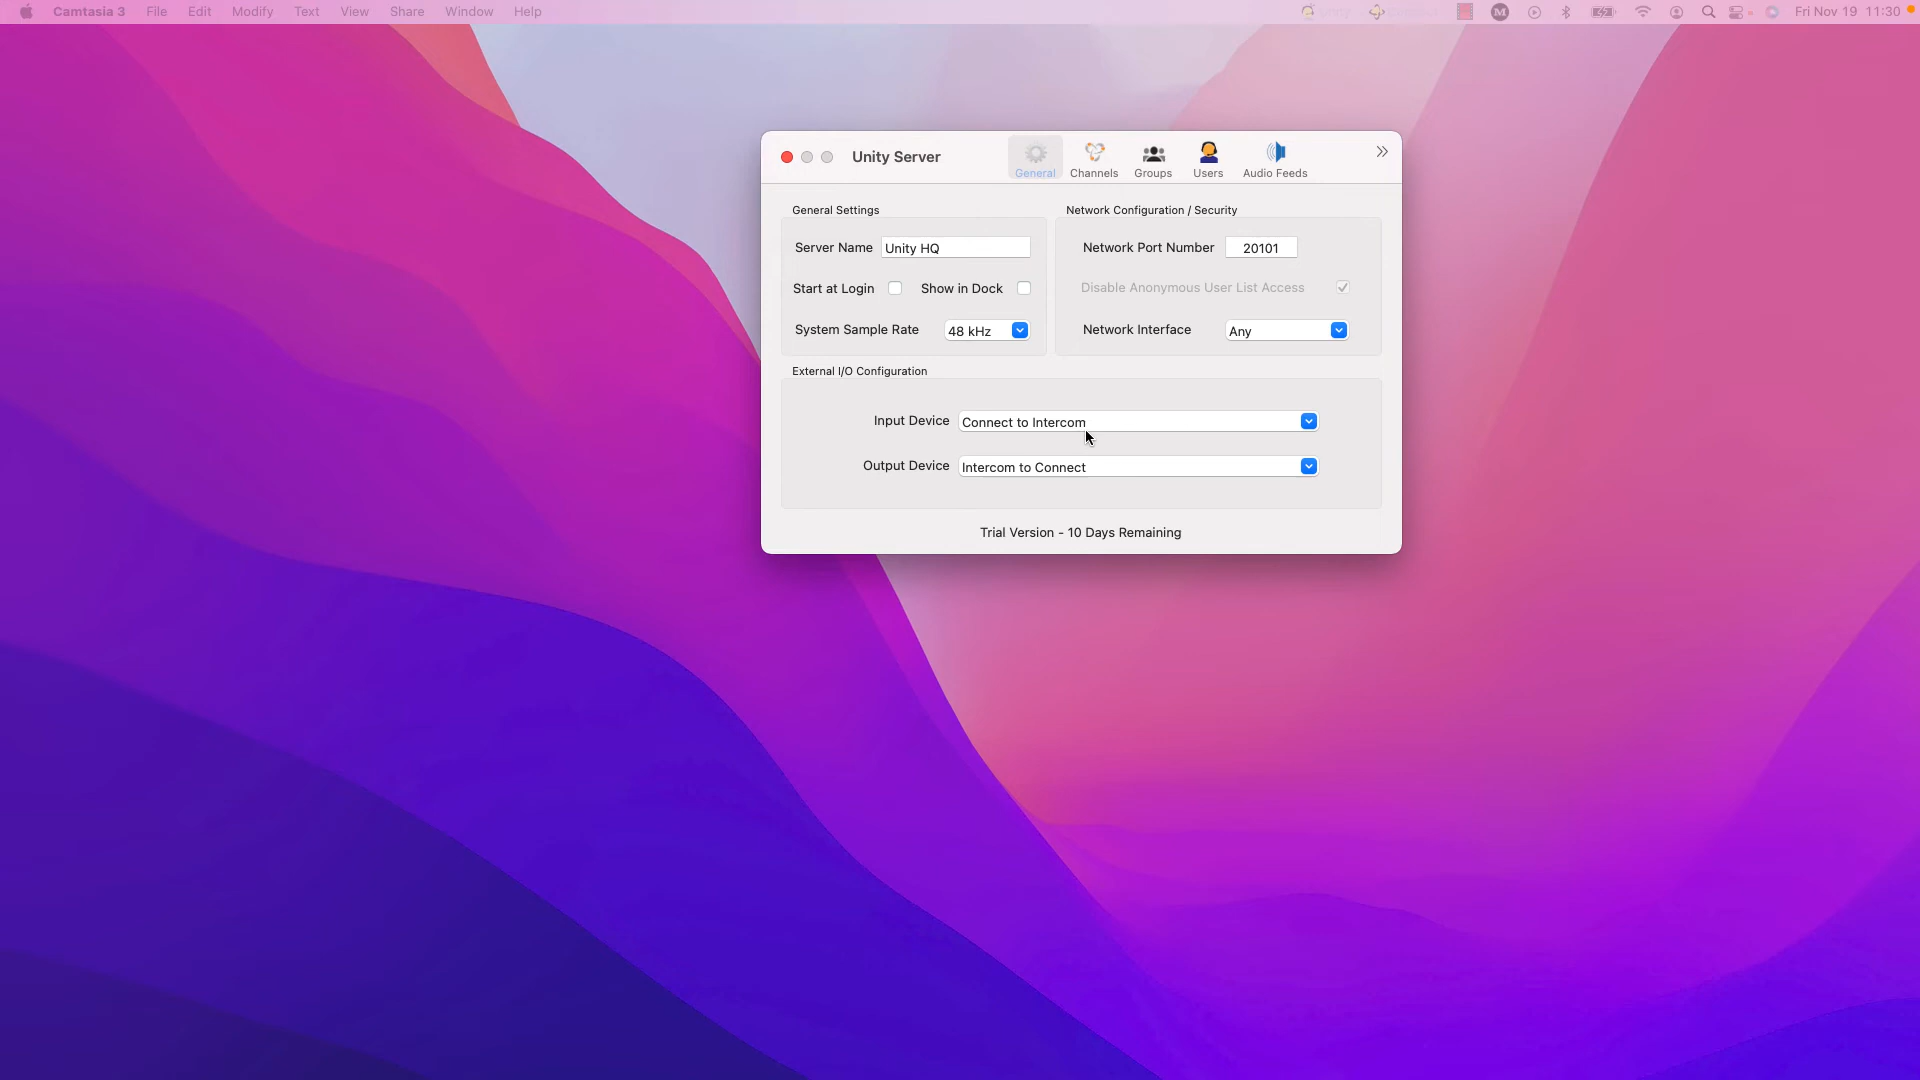 Camtasia 3 File Edit Modify Text View Share Window Help Fri Nov 19 11:30
Unity Server
General Channels Groups Users Audio Feeds
General Settings
Network Configuration / Security
Server Name Unity HQ
Network Port Number 20101
Start at Login Show in Dock
Disable Anonymous User List Access
System Sample Rate 48 kHz
Network Interface Any
External I/O Configuration
Input Device Connect to Intercom
Output Device Intercom to Connect
Trial Version - 10 Days Remaining